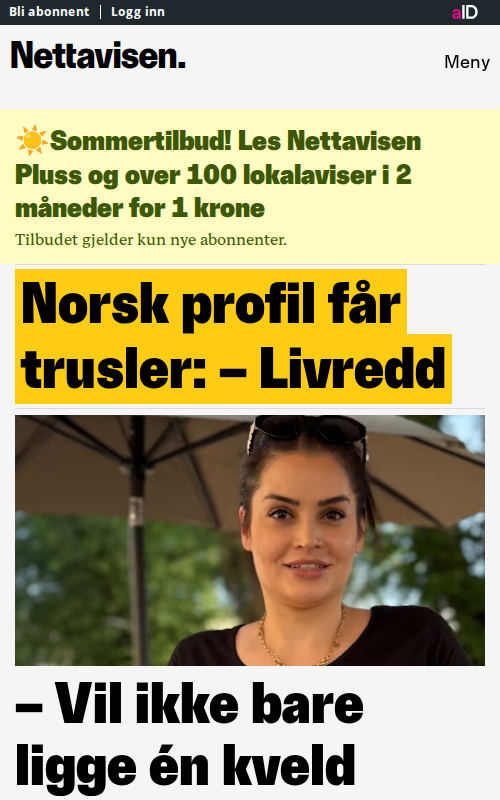 Bli abonnent
Logg inn
aID
Nettavisen.
Meny
Sommertilbud! Les Nettavisen
Pluss og over 100 lokalaviser i 2
måneder for 1 krone
Tilbudet gjelder kun nye abonnenter.
Norsk profil får
trusler: – Livredd
– Vil ikke bare
ligge én kveld